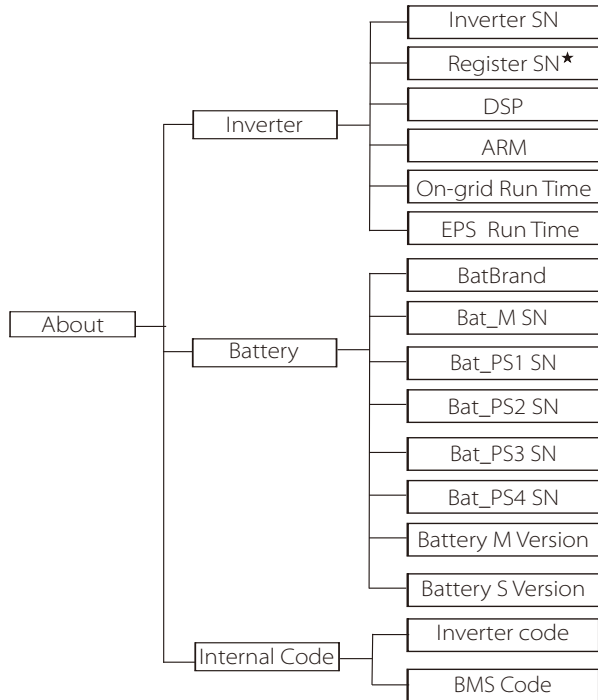 About
Inverter
Inverter SN
Register SN★
DSP
ARM
On-grid Run Time
EPS Run Time
Battery
BatBrand
Bat_M SN
Bat_PS1 SN
Bat_PS2 SN
Bat_PS3 SN
Bat_PS4 SN
Battery M Version
Battery S Version
Internal Code
Inverter code
BMS Code